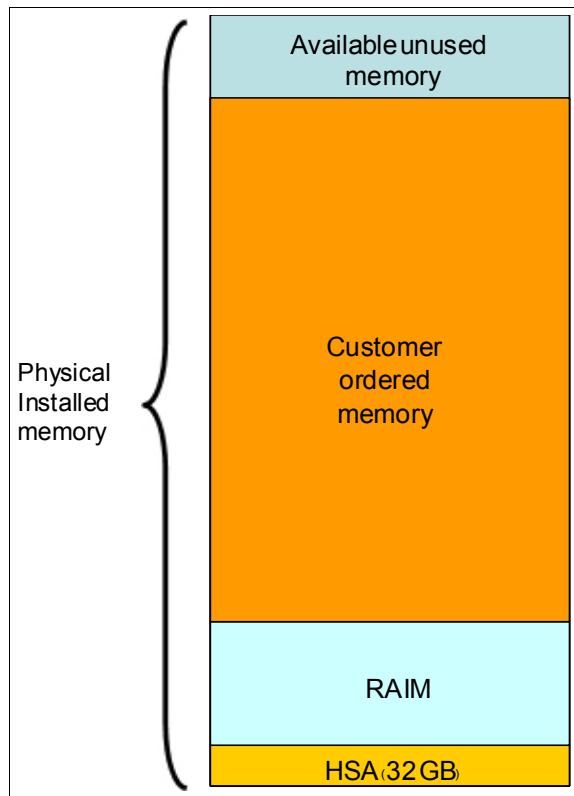 Available unused
memory
Customer
ordered
memory
Physical
Installed
memory
RAIM
HSA (32 GB)